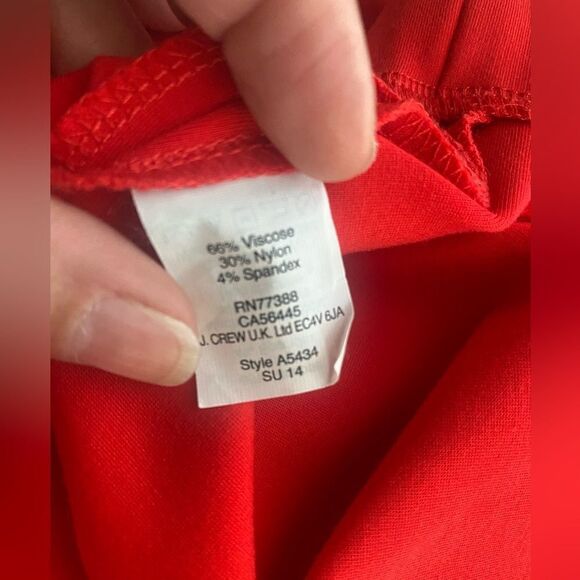 66% Viscose
30% Nylon
4% Spandex
RN77388
CA56445
J. CREW U.K. Ltd EC4V 6JA
Style A5434
SU 14